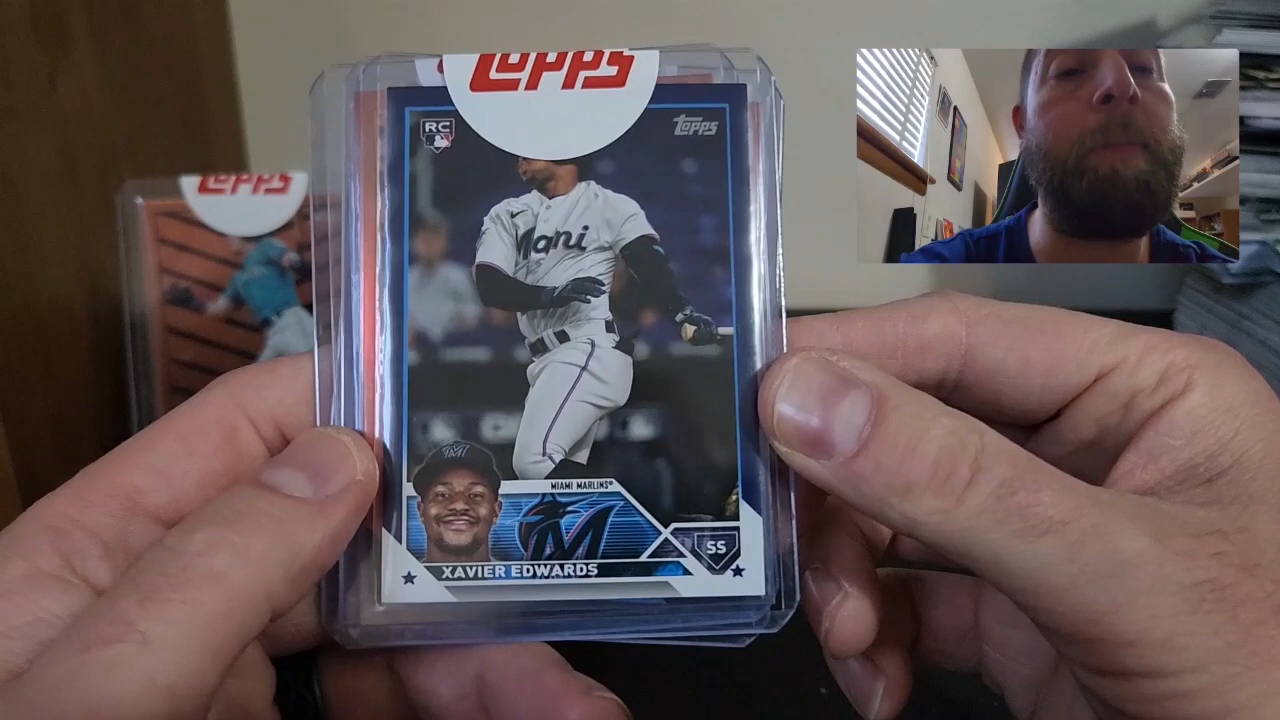 Topps
Topps
RC
Topps
Miami
MIAMI MARLINS®
M
SS
XAVIER EDWARDS